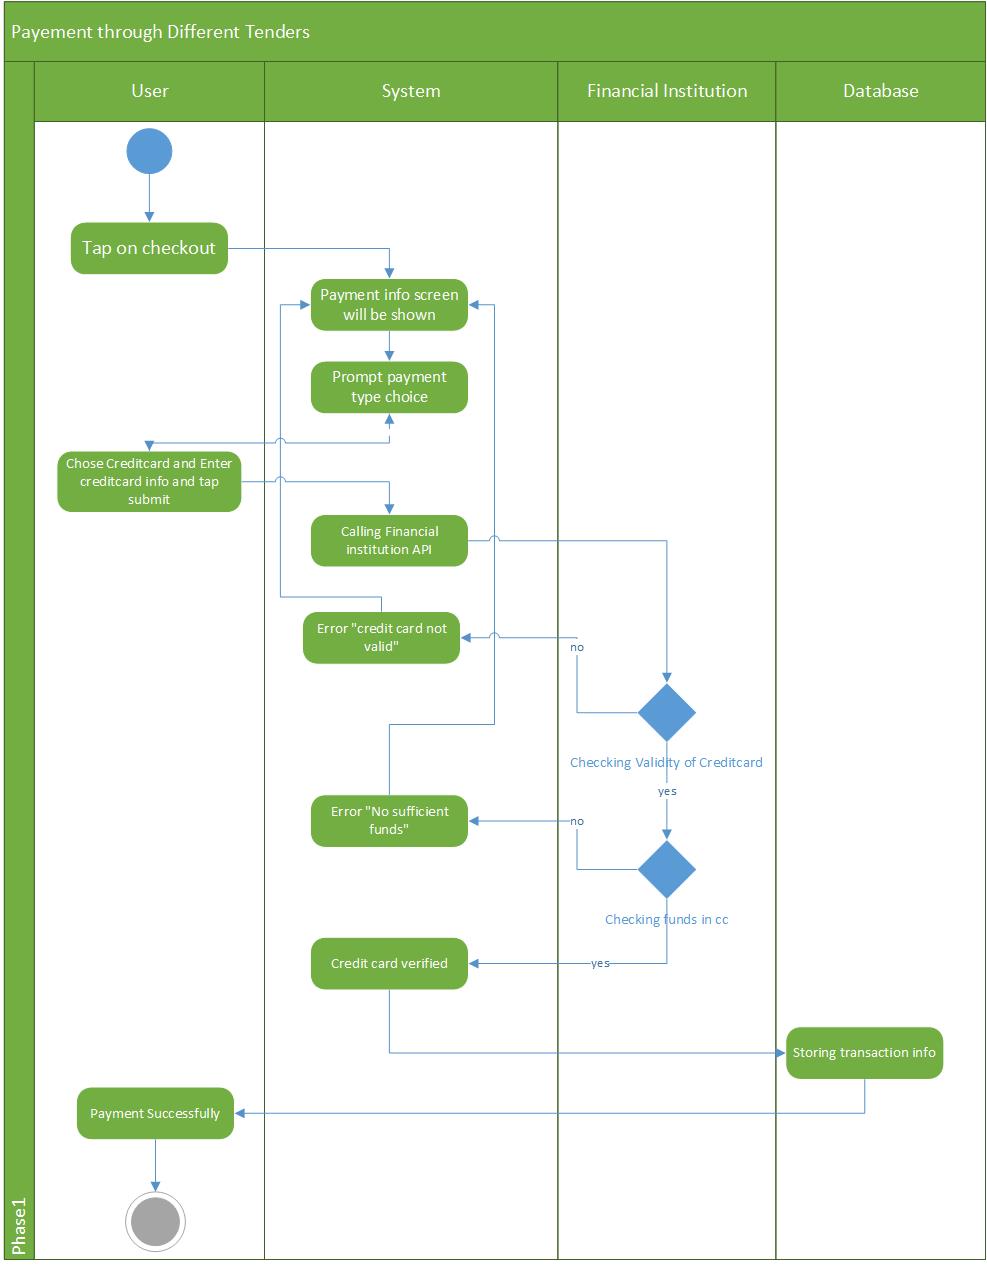 Payement through Different Tenders
User
System
Financial Institution
Database
Tap on checkout
Payment info screen
will be shown
Prompt payment
type choice
Chose Creditcard and Enter
creditcard info and tap
submit
Calling Financial
institution API
Error "credit card not
valid"
no
Checcking Validity of Creditcard
yes
Error "No sufficient
funds"
no
Checking funds in cc
Credit card verified
yes
Storing transaction info
Payment Successfully
Phase1